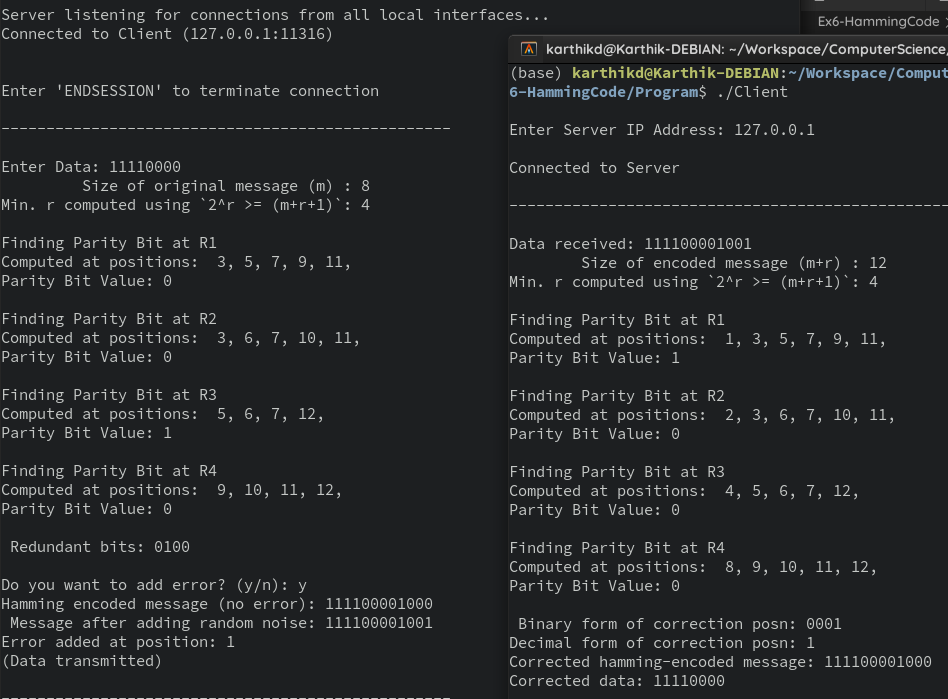 Server listening for connections from all local interfaces...
Connected to Client (127.0.0.1:11316)
Enter 'ENDSESSION' to terminate connection
--------------------------------------------------
Enter Data: 11110000
Size of original message (m) : 8
Min. r computed using `2^r >= (m+r+1)`: 4
Finding Parity Bit at R1
Computed at positions:  3, 5, 7, 9, 11,
Parity Bit Value: 0
Finding Parity Bit at R2
Computed at positions:  3, 6, 7, 10, 11,
Parity Bit Value: 0
Finding Parity Bit at R3
Computed at positions:  5, 6, 7, 12,
Parity Bit Value: 1
Finding Parity Bit at R4
Computed at positions:  9, 10, 11, 12,
Parity Bit Value: 0
Redundant bits: 0100
Do you want to add error? (y/n): y
Hamming encoded message (no error): 111100001000
Message after adding random noise: 111100001001
Error added at position: 1
(Data transmitted)
--------------------------------------------------
Ex6-HammingCode
karthikd@Karthik-DEBIAN: ~/Workspace/ComputerScience/
(base) karthikd@Karthik-DEBIAN:~/Workspace/Comput
6-HammingCode/Program$ ./Client
Enter Server IP Address: 127.0.0.1
Connected to Server
-------------------------------------------------
Data received: 111100001001
Size of encoded message (m+r) : 12
Min. r computed using `2^r >= (m+r+1)`: 4
Finding Parity Bit at R1
Computed at positions:  1, 3, 5, 7, 9, 11,
Parity Bit Value: 1
Finding Parity Bit at R2
Computed at positions:  2, 3, 6, 7, 10, 11,
Parity Bit Value: 0
Finding Parity Bit at R3
Computed at positions:  4, 5, 6, 7, 12,
Parity Bit Value: 0
Finding Parity Bit at R4
Computed at positions:  8, 9, 10, 11, 12,
Parity Bit Value: 0
Binary form of correction posn: 0001
Decimal form of correction posn: 1
Corrected hamming-encoded message: 111100001000
Corrected data: 11110000